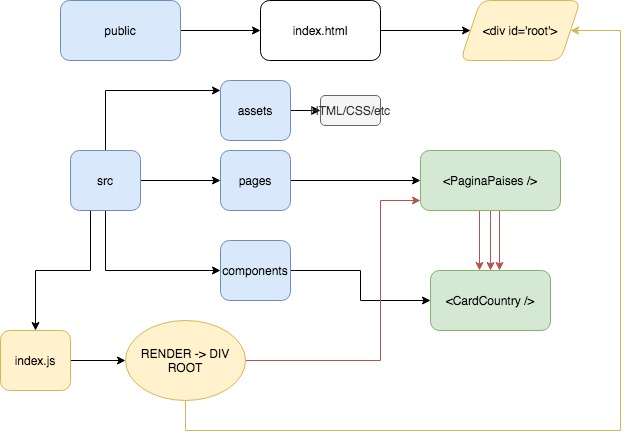 public
index.html
<div id='root'>
assets
HTML/CSS/etc
src
pages
<PaginaPaises />
components
<CardCountry />
index.js
RENDER -> DIV
ROOT